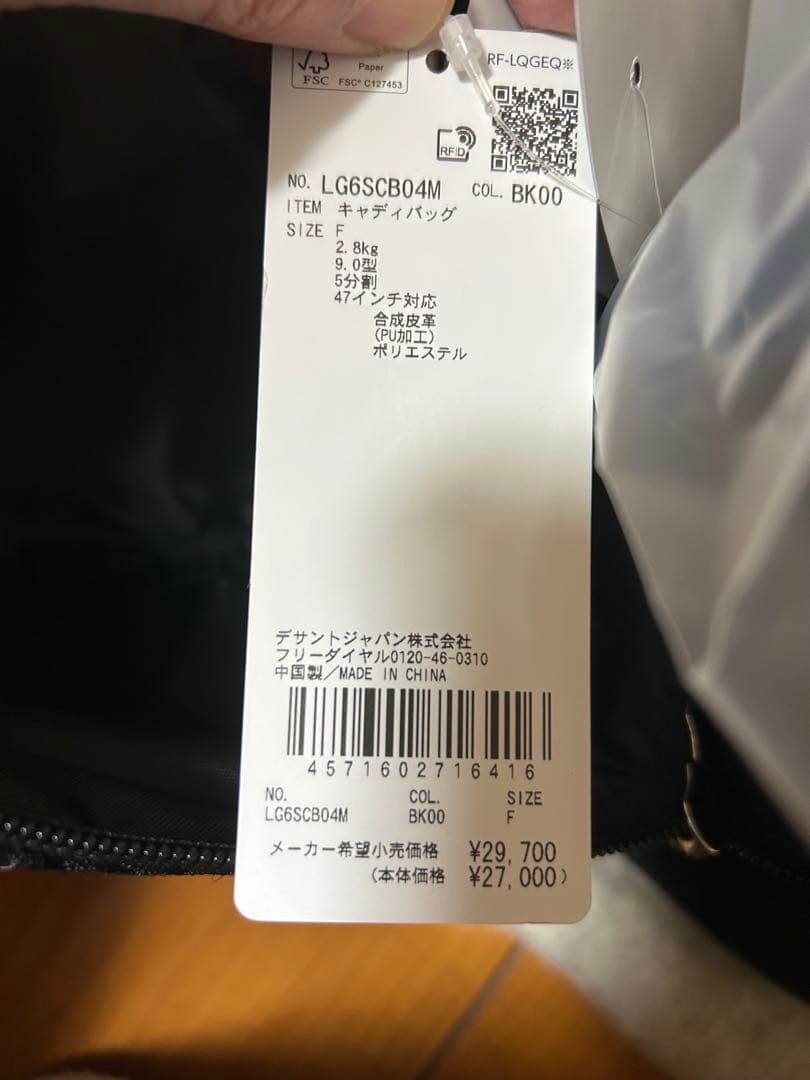 Paper
FSC FSC® C127453
RF-LQGEQ※
RFID
NO. LG6SCB04M COL. BK00
ITEM キャディバッグ
SIZE F
2.8kg
9.0型
5分割
47インチ対応
合成皮革
(PU加工)
ポリエステル
デサントジャパン株式会社
フリーダイヤル0120-46-0310
中国製/MADE IN CHINA
4571602716416
NO. COL. SIZE
LG6SCB04M BK00 F
メーカー希望小売価格 ¥29,700
(本体価格 ¥27,000)